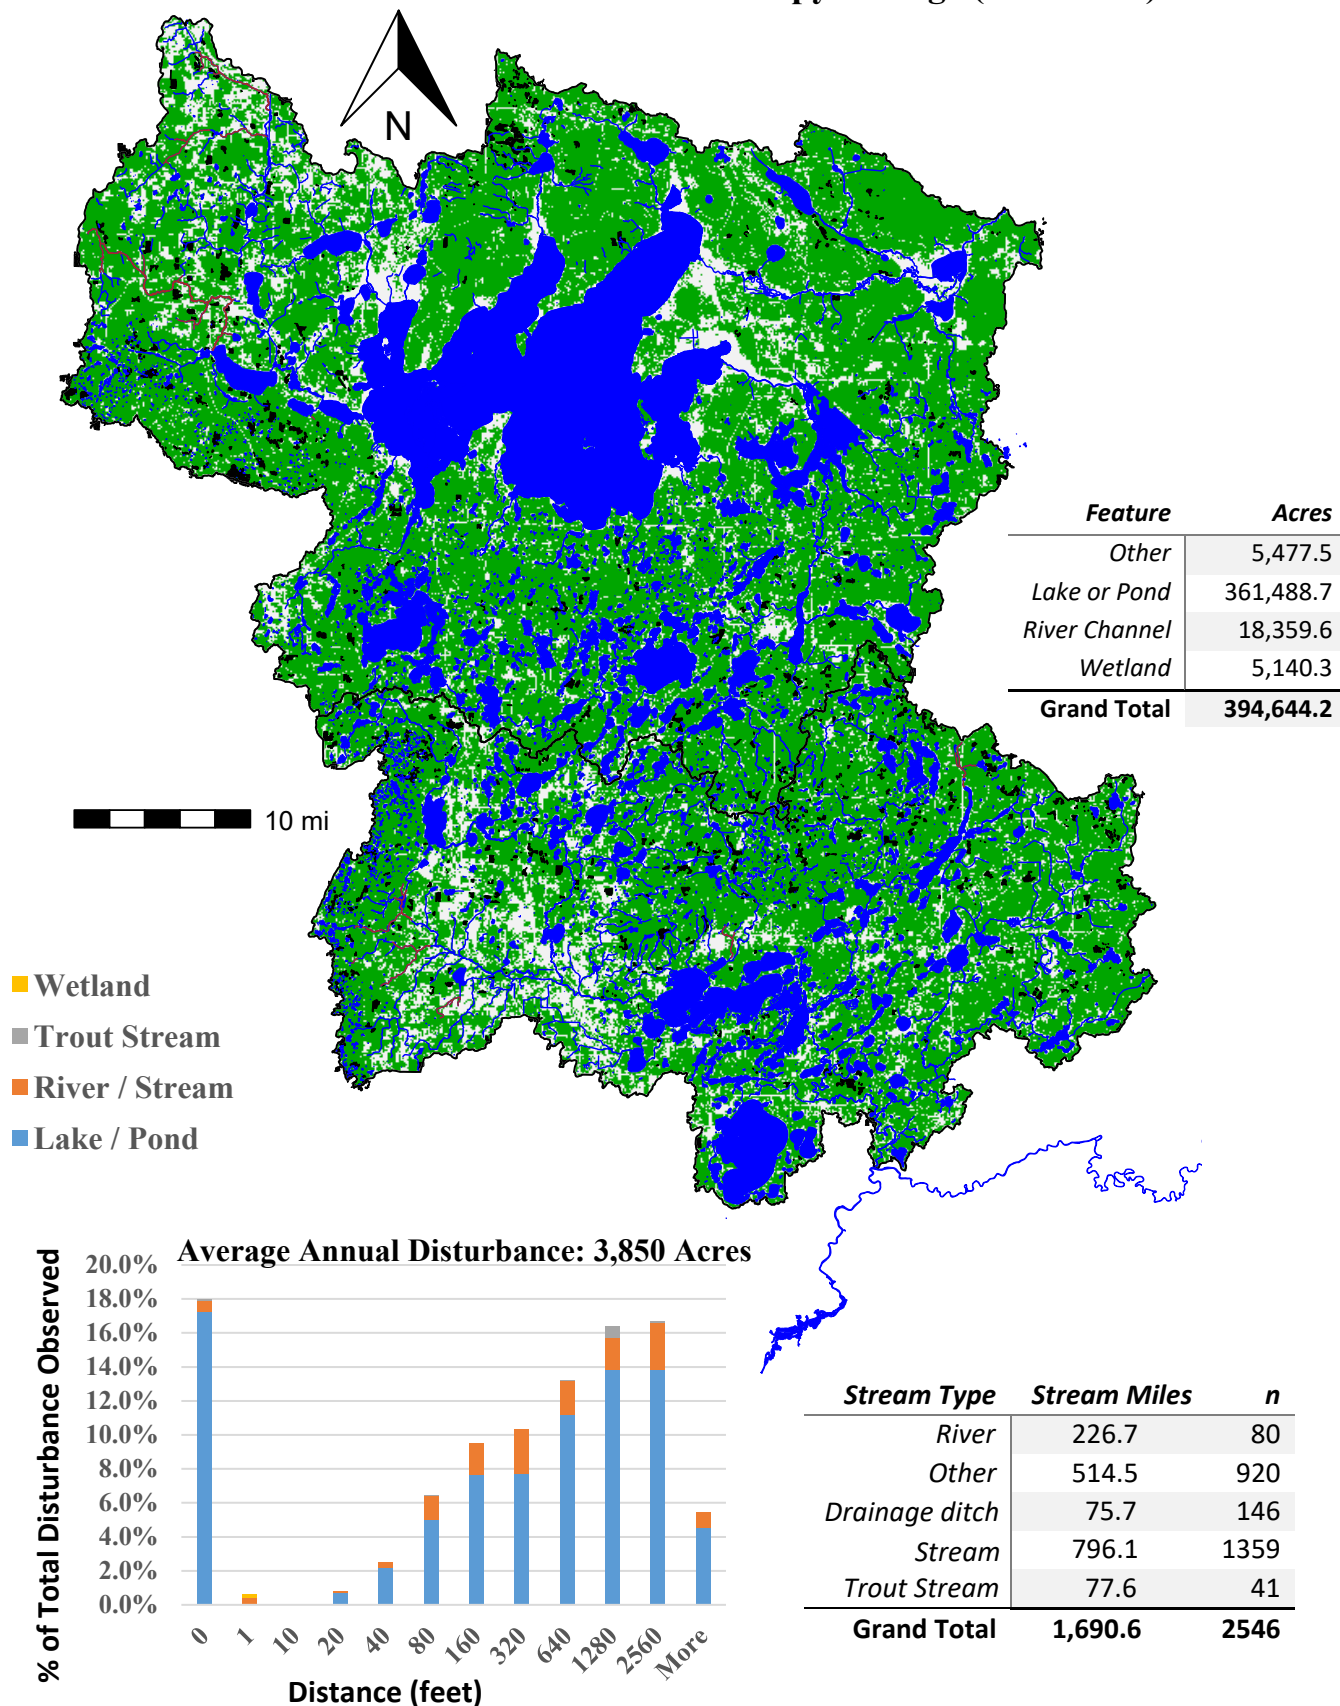 N
Feature Acres
Other 5,477.5
Lake or Pond 361,488.7
River Channel 18,359.6
Wetland 5,140.3
Grand Total 394,644.2
10 mi
Wetland
Trout Stream
River / Stream
Lake / Pond
Average Annual Disturbance: 3,850 Acres
% of Total Disturbance Observed
20.0%
18.0%
16.0%
14.0%
12.0%
10.0%
8.0%
6.0%
4.0%
2.0%
0.0%
0 1 10 20 40 80 160 320 640 1280 2560 More
Distance (feet)
Stream Type Stream Miles n
River 226.7 80
Other 514.5 920
Drainage ditch 75.7 146
Stream 796.1 1359
Trout Stream 77.6 41
Grand Total 1,690.6 2546